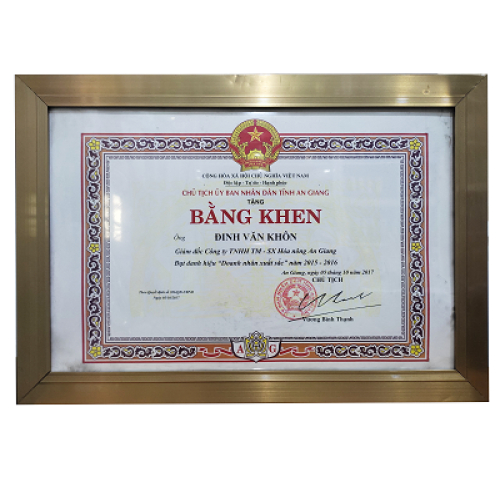 CỘNG HÒA XÃ HỘI CHỦ NGHĨA VIỆT NAM
Độc lập - Tự do - Hạnh phúc
CHỦ TỊCH ỦY BAN NHÂN DÂN TỈNH AN GIANG
TẶNG
BẰNG KHEN
Ông ĐINH VĂN KHÔN
Giám đốc Công ty TNHH TM - SX Hóa nông An Giang
Đạt danh hiệu "Doanh nhân xuất sắc" năm 2015 - 2016
An Giang, ngày 05 tháng 10 năm 2017
CHỦ TỊCH
Vương Bình Thạnh
A G